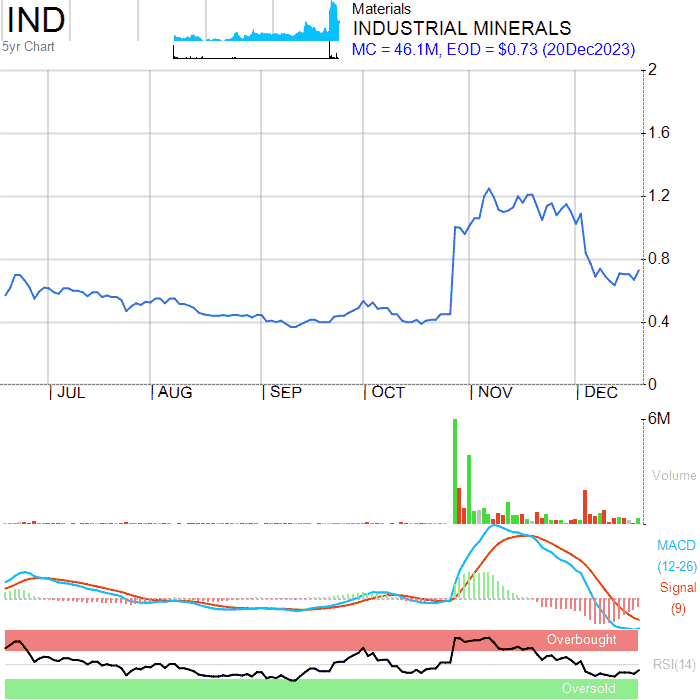 IND
5yr Chart
Materials
INDUSTRIAL MINERALS
MC = 46.1M, EOD = $0.73 (20Dec2023)
2
1.6
1.2
0.8
0.4
0
JUL AUG SEP OCT NOV DEC
6M
Volume
MACD
(12-26)
Signal
(9)
Overbought
RSI(14)
Oversold